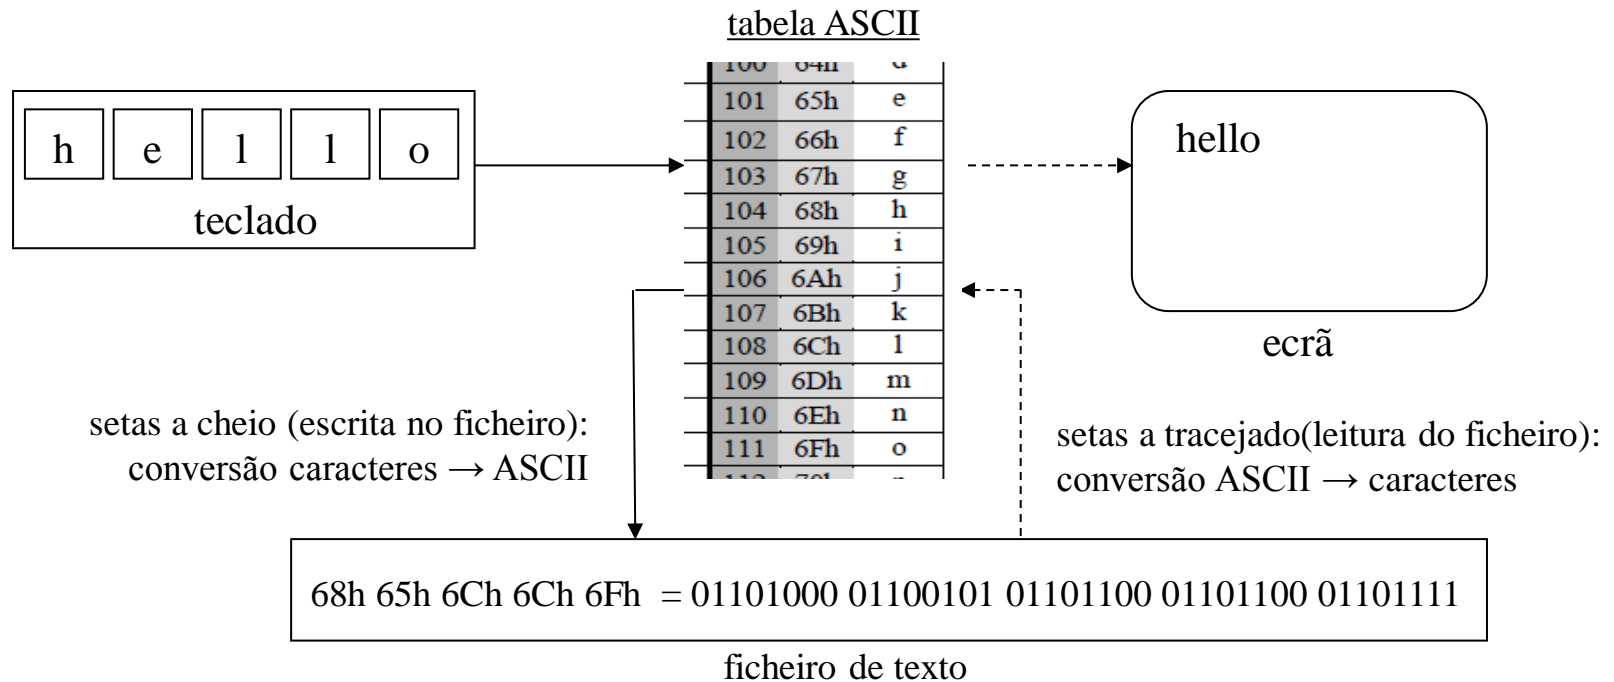 tabela ASCII
h e l l o
teclado
101 65h e
102 66h f
103 67h g
104 68h h
105 69h i
106 6Ah j
107 6Bh k
108 6Ch l
109 6Dh m
110 6Eh n
111 6Fh o
hello
ecrã
setas a cheio (escrita no ficheiro):
conversão caracteres → ASCII
setas a tracejado(leitura do ficheiro):
conversão ASCII → caracteres
68h 65h 6Ch 6Ch 6Fh = 01101000 01100101 01101100 01101100 01101111
ficheiro de texto